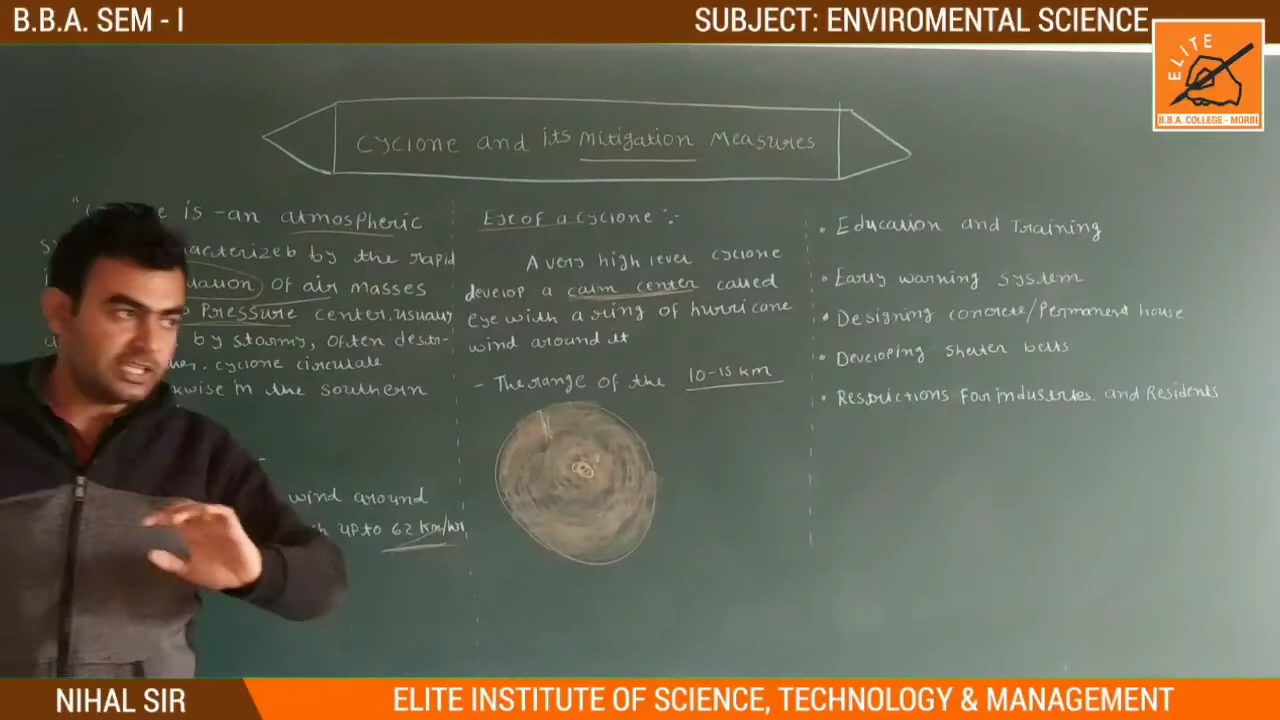 B.B.A. SEM - I
SUBJECT: ENVIROMENTAL SCIENCE
ELITE
B.B.A. COLLEGE - MORBI
Cyclone and its Mitigation Measures
is an atmospheric
by the rapid
OF air masses
Pressure center, usually
by stormy, Often destr-
cyclone circulate
in the southern
wind around
up to 62 km/hr
Eye of a cyclone :-
A very high lever cyclone
develop a calm center called
eye with a ring of hurricane
wind around it
- The range of the 10-15 km
• Education and Training
• Early warning system
• Designing concrete/Permanent house
• Developing shelter belts
• Restrictions For industries and Residents
NIHAL SIR
ELITE INSTITUTE OF SCIENCE, TECHNOLOGY & MANAGEMENT